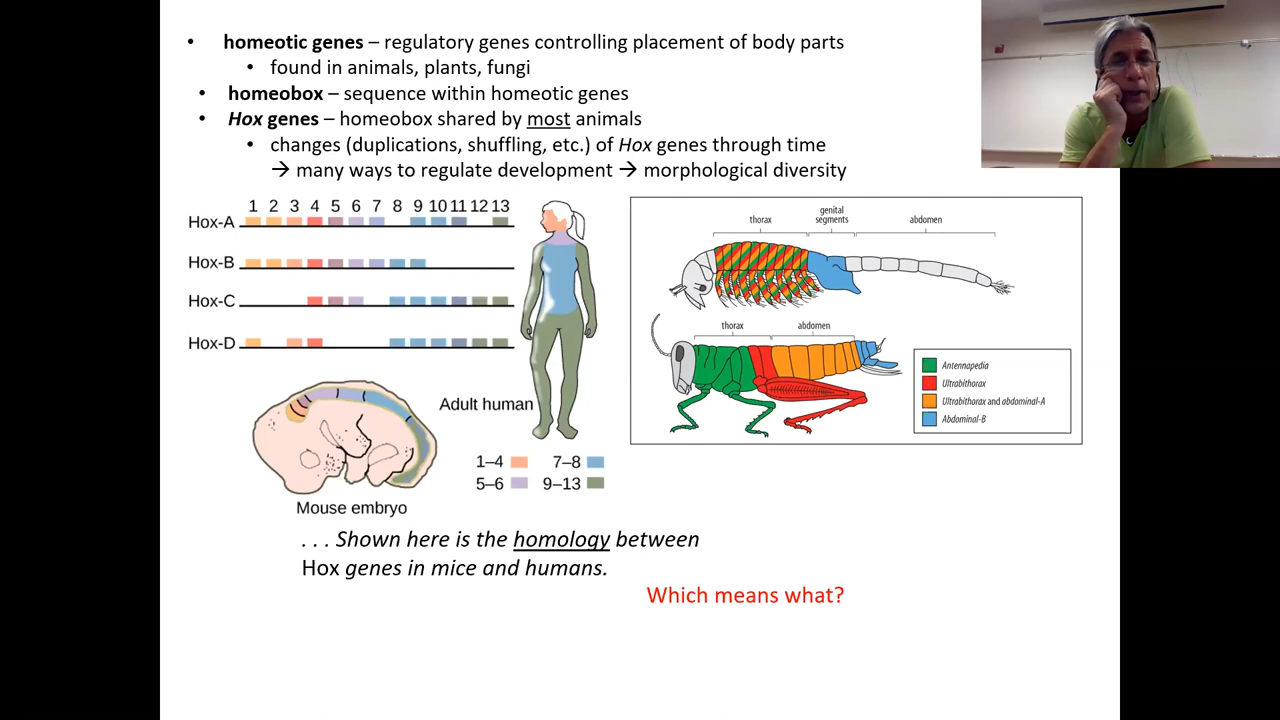 • homeotic genes – regulatory genes controlling placement of body parts
• found in animals, plants, fungi
• homeobox – sequence within homeotic genes
• Hox genes – homeobox shared by most animals
• changes (duplications, shuffling, etc.) of Hox genes through time
→ many ways to regulate development → morphological diversity
1 2 3 4 5 6 7 8 9 10 11 12 13
Hox-A
Hox-B
Hox-C
Hox-D
Adult human
1–4 7–8
5–6 9–13
Mouse embryo
thorax genital segments abdomen
thorax abdomen
Antennapedia
Ultrabithorax
Ultrabithorax and abdominal-A
Abdominal-B
. . . Shown here is the homology between
Hox genes in mice and humans.
Which means what?